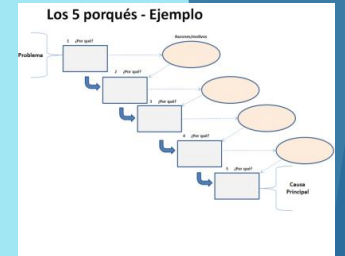 Los 5 porqués - Ejemplo
1 ¿Por qué?
Razones/motivos
Problema
2 ¿Por qué?
3 ¿Por qué?
4 ¿Por qué?
5 ¿Por qué?
Causa
Principal